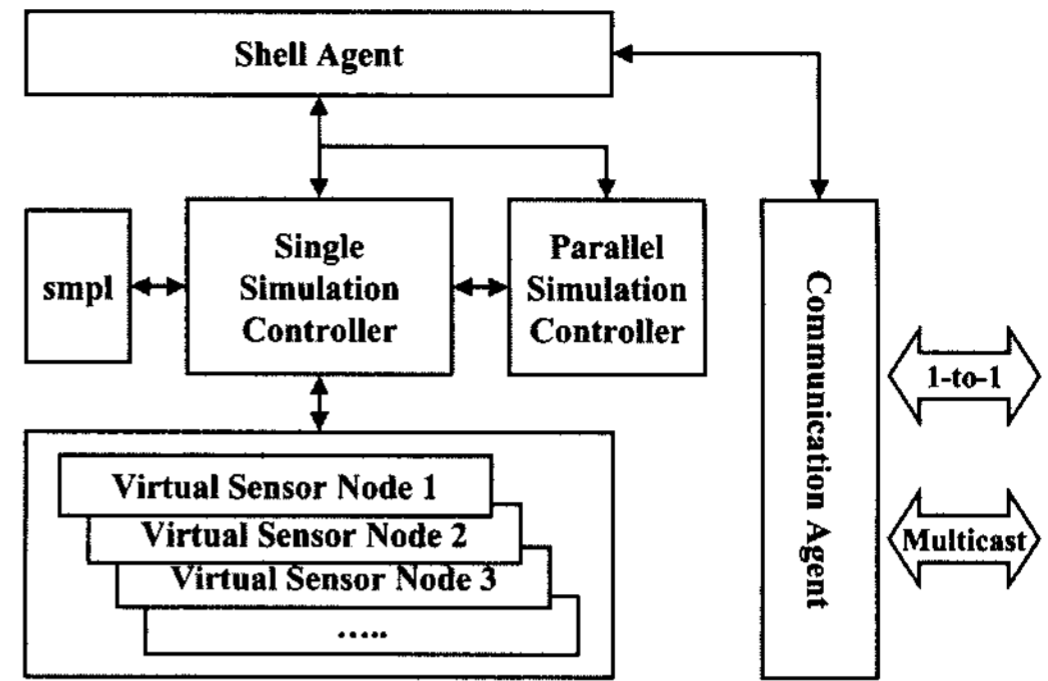 Shell Agent
smpl
Single
Simulation
Controller
Parallel
Simulation
Controller
Communication Agent
1-to-1
Multicast
Virtual Sensor Node 1
Virtual Sensor Node 2
Virtual Sensor Node 3
.....